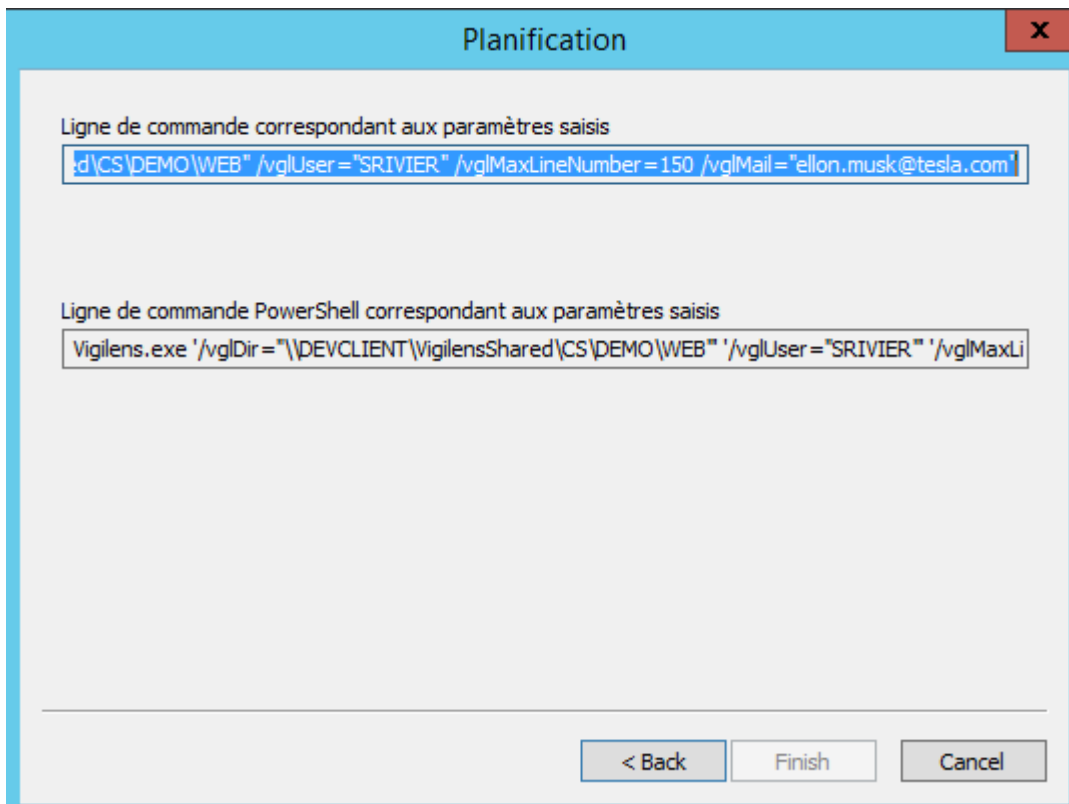 Planification
x
Ligne de commande correspondant aux paramètres saisis
ed\CS\DEMO\WEB" /vglUser="SRIVIER" /vglMaxLineNumber=150 /vglMail="ellon.musk@tesla.com"
Ligne de commande PowerShell correspondant aux paramètres saisis
Vigilens.exe '/vglDir="\\DEVCLIENT\VigilensShared\CS\DEMO\WEB"' '/vglUser="SRIVIER"' '/vglMaxLi
< Back
Finish
Cancel